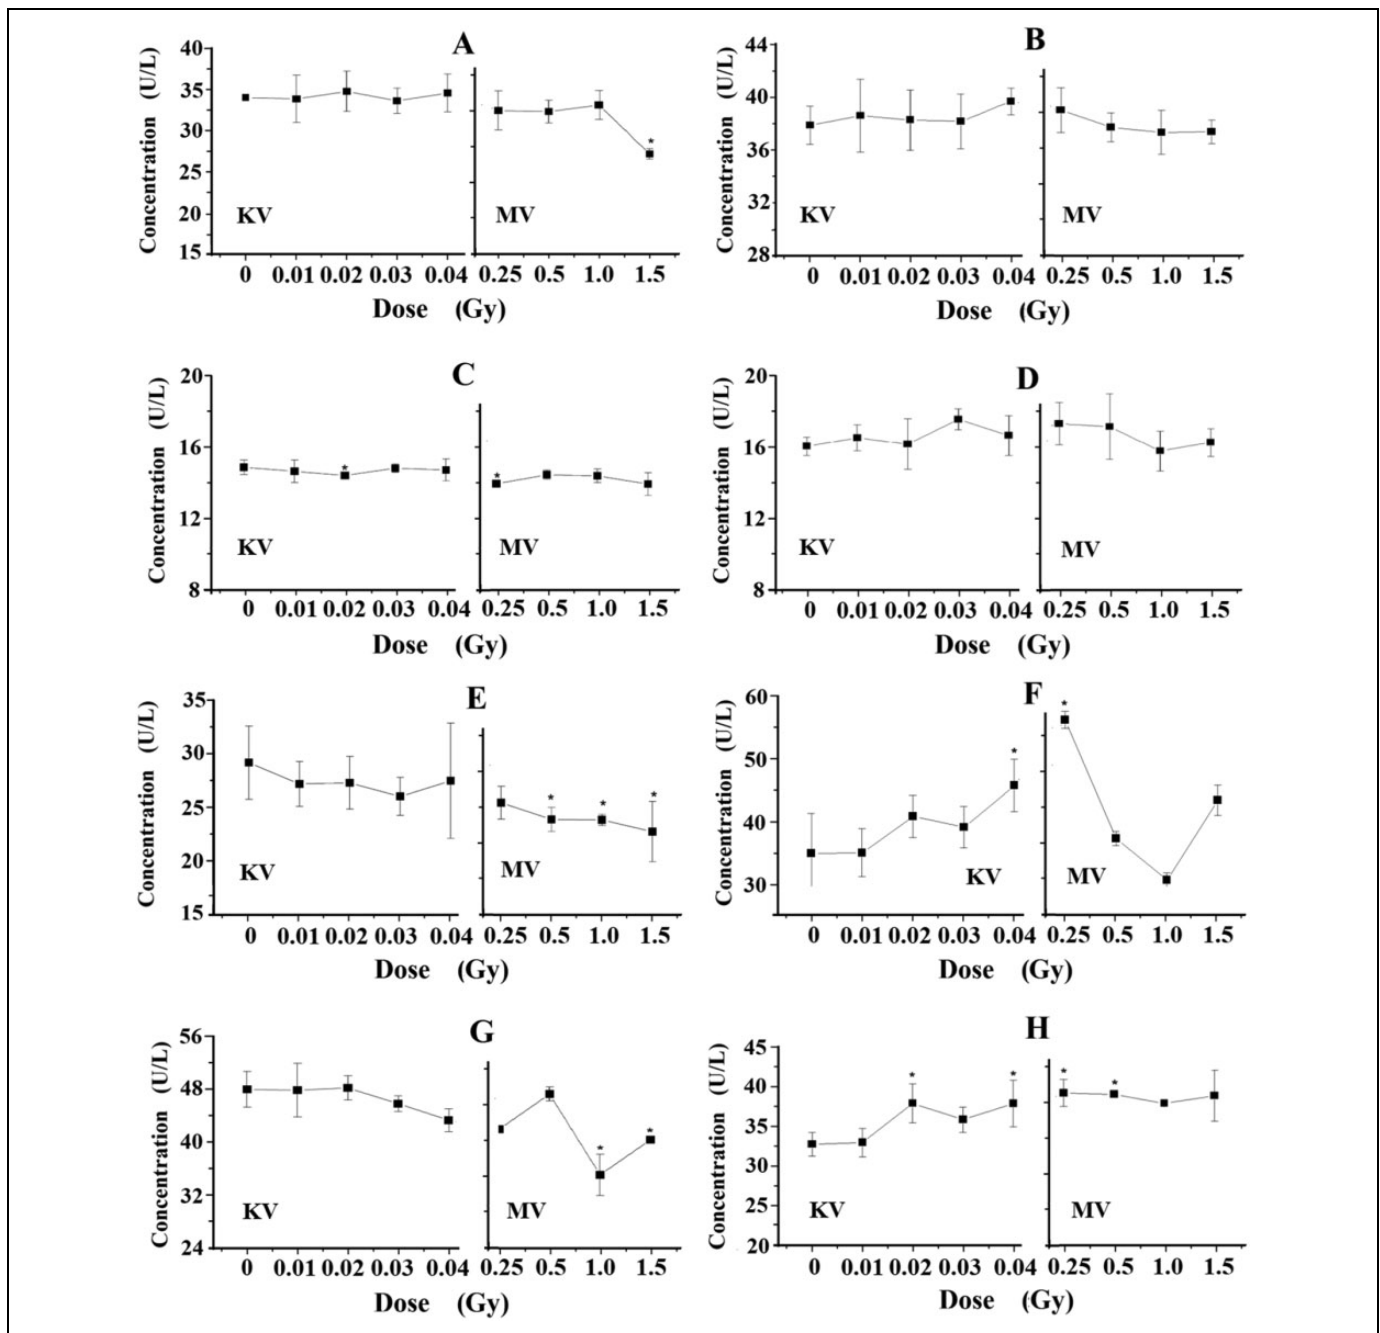 A
Concentration (U/L)
40
35
30
25
20
15
*
KV
MV
0 0.01 0.02 0.03 0.04 0.25 0.5 1.0 1.5
Dose (Gy)
B
Concentration (U/L)
44
40
36
32
28
KV
MV
0 0.01 0.02 0.03 0.04 0.25 0.5 1.0 1.5
Dose (Gy)
C
Concentration (U/L)
20
16
12
8
* *
KV
MV
0 0.01 0.02 0.03 0.04 0.25 0.5 1.0 1.5
Dose (Gy)
D
Concentration (U/L)
20
16
12
8
KV
MV
0 0.01 0.02 0.03 0.04 0.25 0.5 1.0 1.5
Dose (Gy)
E
Concentration (U/L)
35
30
25
20
15
* * *
KV
MV
0 0.01 0.02 0.03 0.04 0.25 0.5 1.0 1.5
Dose (Gy)
F
Concentration (U/L)
60
50
40
30
* *
KV
MV
0 0.01 0.02 0.03 0.04 0.25 0.5 1.0 1.5
Dose (Gy)
G
Concentration (U/L)
56
48
40
32
24
* *
KV
MV
0 0.01 0.02 0.03 0.04 0.25 0.5 1.0 1.5
Dose (Gy)
H
Concentration (U/L)
45
40
35
30
25
20
* * * *
KV
MV
0 0.01 0.02 0.03 0.04 0.25 0.5 1.0 1.5
Dose (Gy)